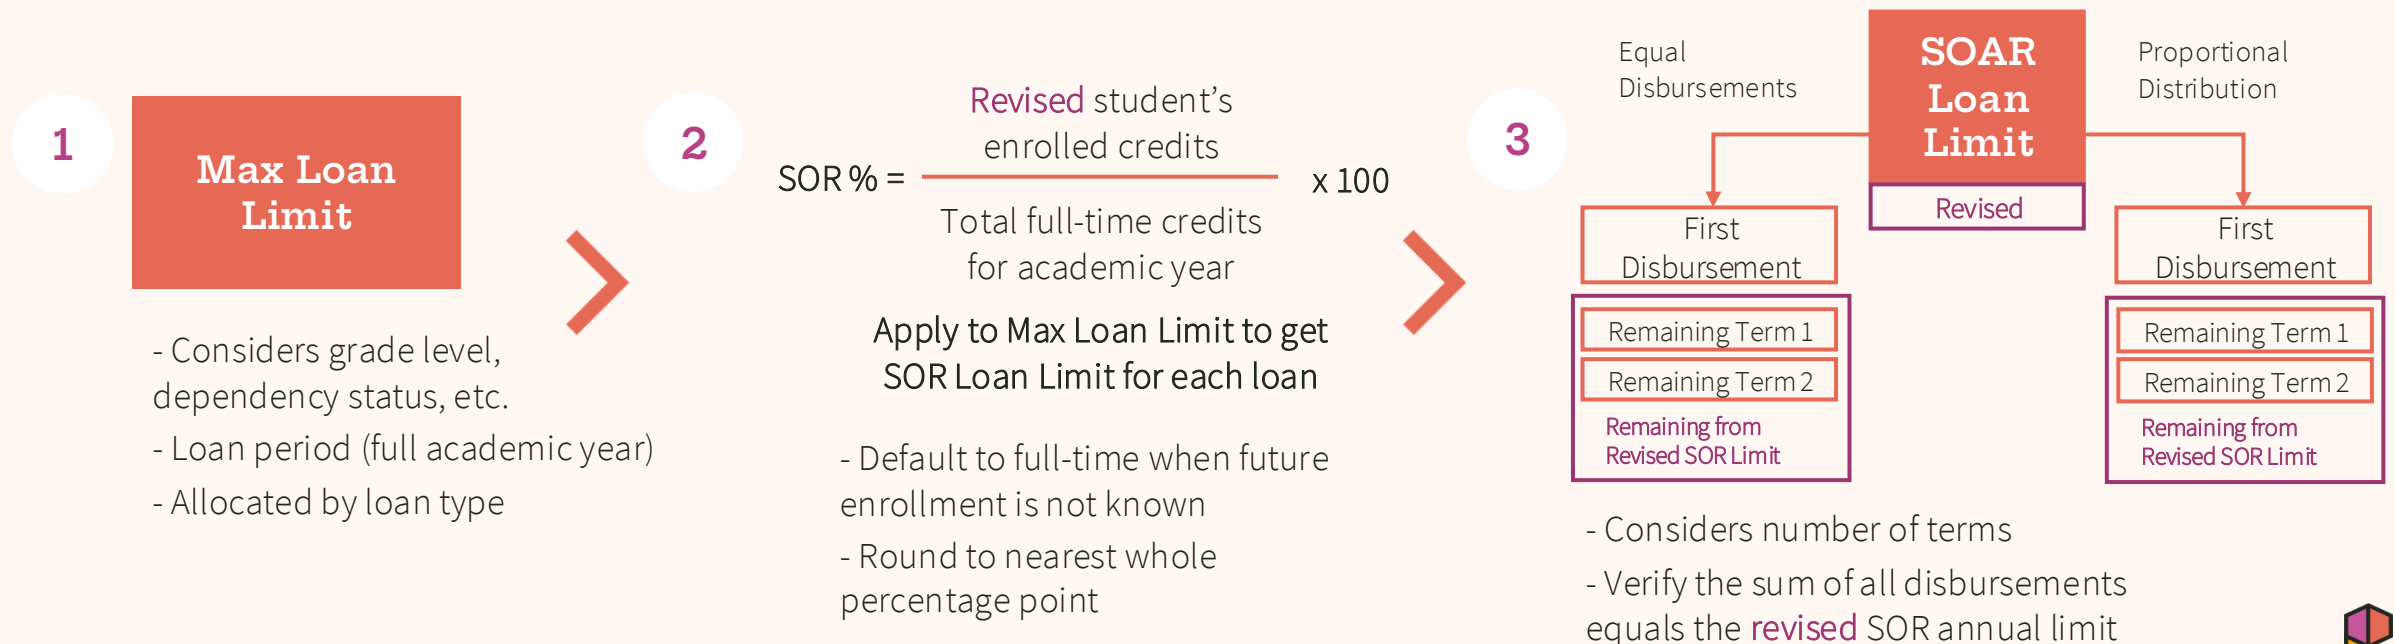 1
Max Loan
Limit
- Considers grade level,
dependency status, etc.
- Loan period (full academic year)
- Allocated by loan type
2
Revised student's
enrolled credits
SOR % =
x 100
Total full-time credits
for academic year
Apply to Max Loan Limit to get
SOR Loan Limit for each loan
- Default to full-time when future
enrollment is not known
- Round to nearest whole
percentage point
3
Equal
Disbursements
SOAR
Loan
Limit
Revised
Proportional
Distribution
First
Disbursement
Remaining Term 1
Remaining Term 2
Remaining from
Revised SOR Limit
First
Disbursement
Remaining Term 1
Remaining Term 2
Remaining from
Revised SOR Limit
- Considers number of terms
- Verify the sum of all disbursements
equals the revised SOR annual limit